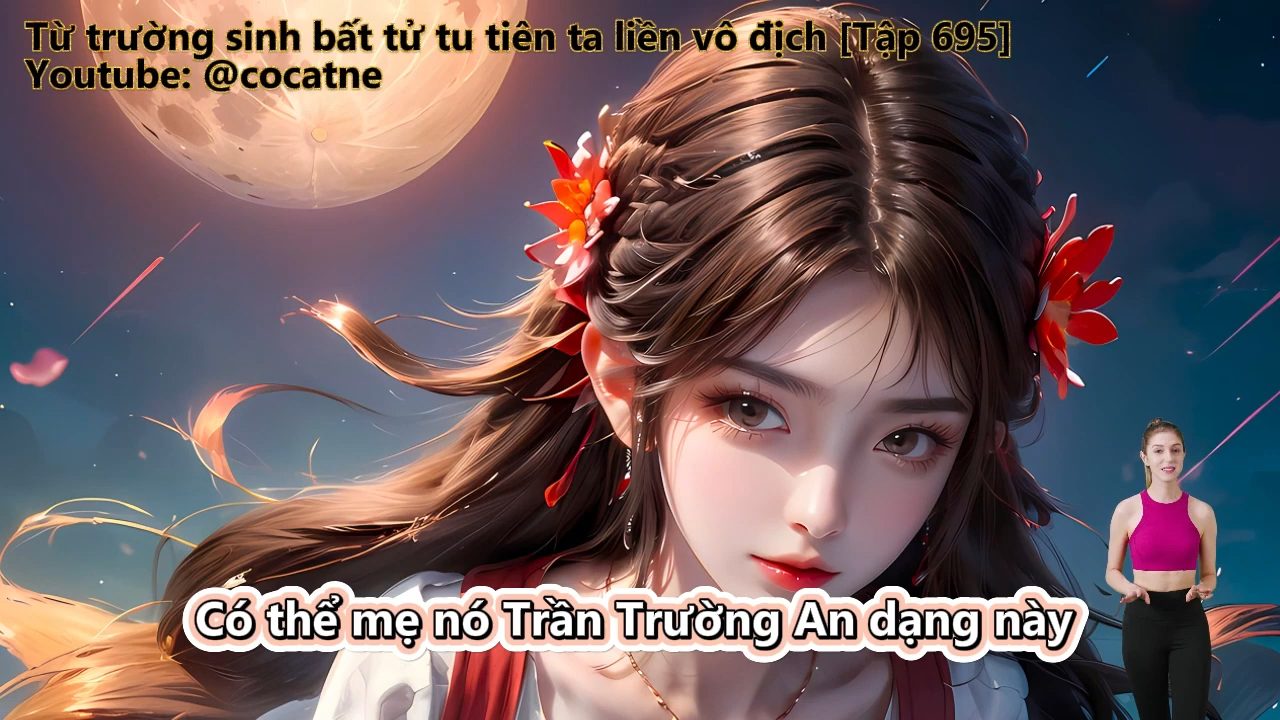 Từ trường sinh bất tử tu tiên ta liền vô địch [Tập 695]
Youtube: @cocatne
Có thể mẹ nó Trần Trường An dạng này